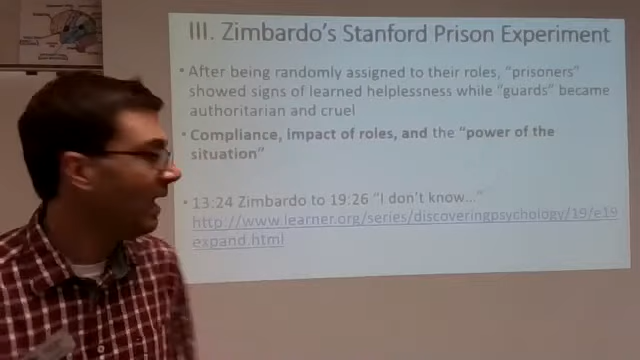 III. Zimbardo's Stanford Prison Experiment
• After being randomly assigned to their roles, "prisoners"
showed signs of learned helplessness while "guards" became
authoritarian and cruel
• Compliance, impact of roles, and the "power of the
situation"
• 13:24 Zimbardo to 19:26 "I don't know..."
http://www.learner.org/series/discoveringpsychology/19/e19
expand.html